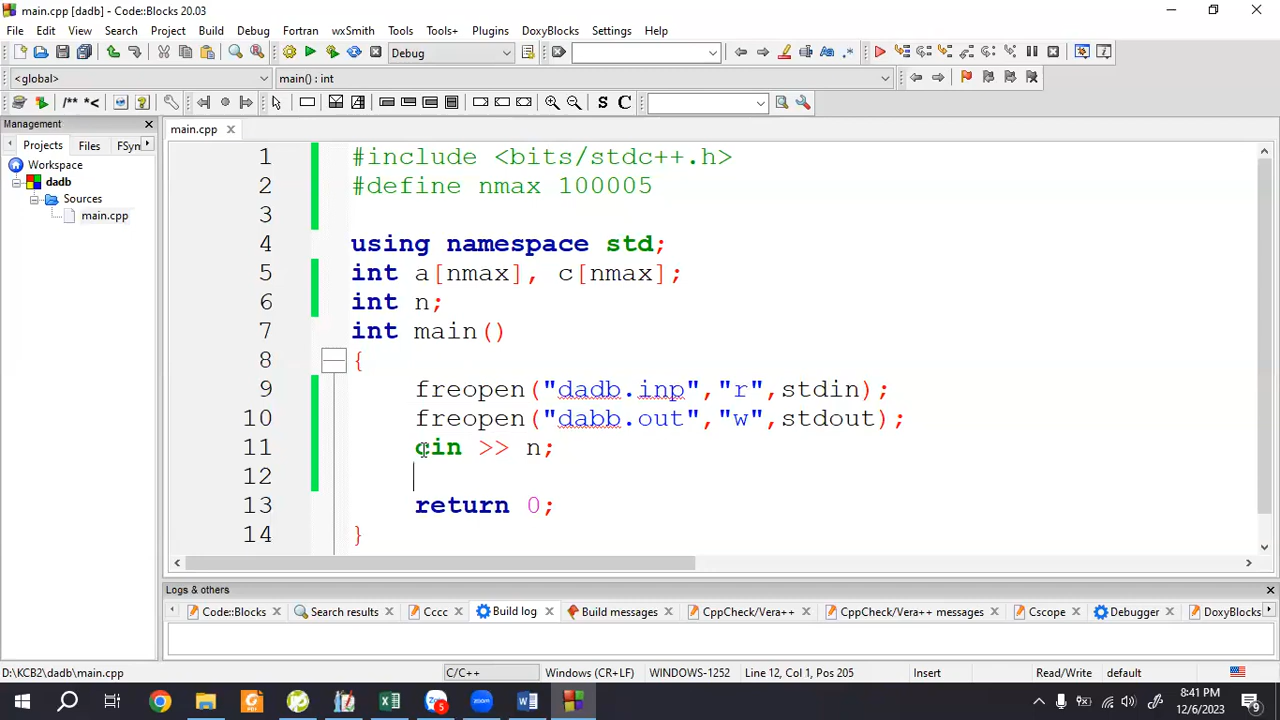 main.cpp [dadb] - Code::Blocks 20.03
File Edit View Search Project Build Debug Fortran wxSmith Tools Tools+ Plugins DoxyBlocks Settings Help
Debug
<global>
main() : int
/** *<
S C
Management
Projects Files FSyn
Workspace
dadb
Sources
main.cpp
main.cpp
1 #include <bits/stdc++.h>
2 #define nmax 100005
3
4 using namespace std;
5 int a[nmax], c[nmax];
6 int n;
7 int main()
8 {
9 freopen("dadb.inp","r",stdin);
10 freopen("dabb.out","w",stdout);
11 cin >> n;
12
13 return 0;
14 }
Logs & others
Code::Blocks Search results Cccc Build log Build messages CppCheck/Vera++ CppCheck/Vera++ messages Cscope Debugger DoxyBlocks
D:\KCB2\dadb\main.cpp C/C++ Windows (CR+LF) WINDOWS-1252 Line 12, Col 1, Pos 205 Insert Read/Write default
8:41 PM
12/6/2023
5
9